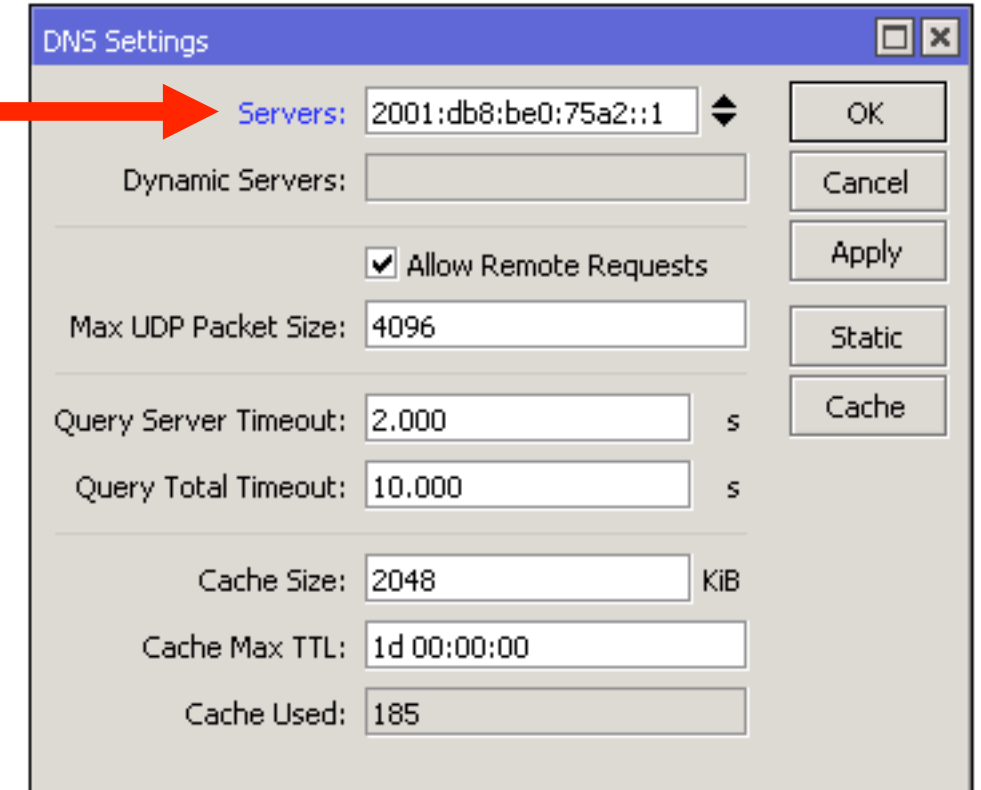 DNS Settings
Servers: 2001:db8:be0:75a2::1
OK
Dynamic Servers:
Cancel
Allow Remote Requests
Apply
Max UDP Packet Size: 4096
Static
Query Server Timeout: 2.000 s
Cache
Query Total Timeout: 10.000 s
Cache Size: 2048 KiB
Cache Max TTL: 1d 00:00:00
Cache Used: 185